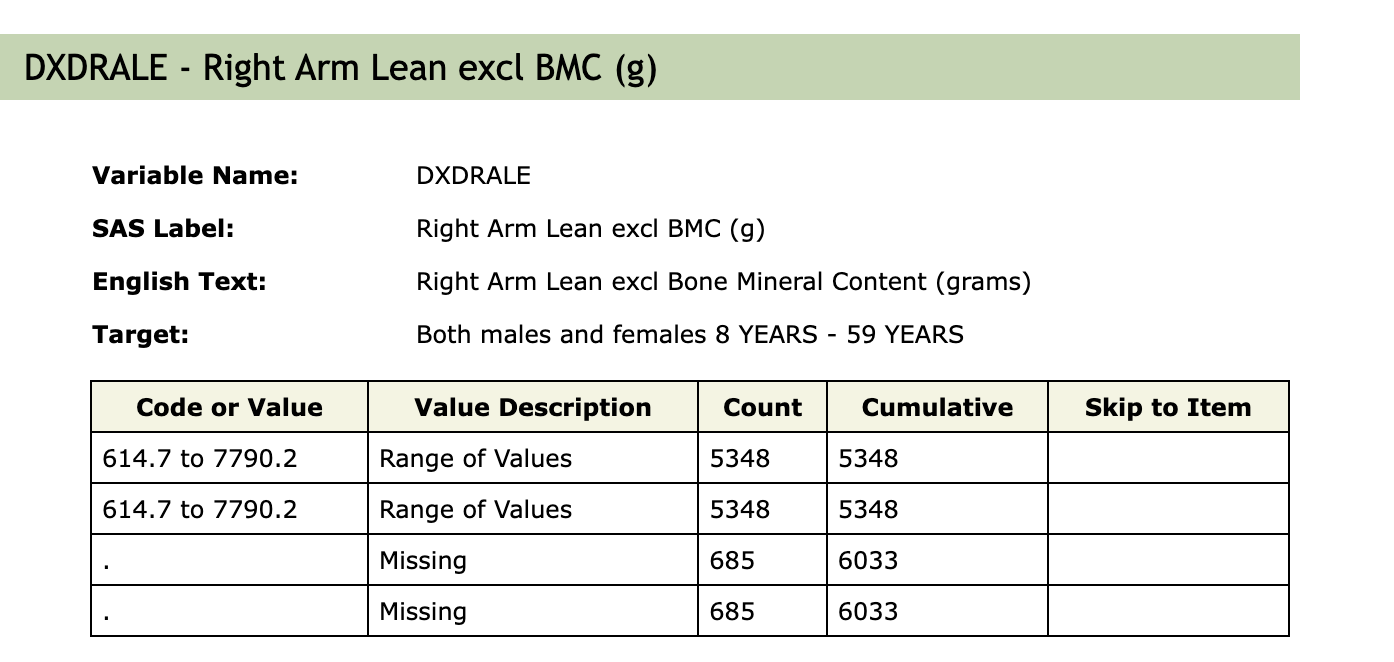 DXDRALE - Right Arm Lean excl BMC (g)
Variable Name: DXDRALE
SAS Label: Right Arm Lean excl BMC (g)
English Text: Right Arm Lean excl Bone Mineral Content (grams)
Target: Both males and females 8 YEARS - 59 YEARS
Code or Value Value Description Count Cumulative Skip to Item
614.7 to 7790.2 Range of Values 5348 5348
614.7 to 7790.2 Range of Values 5348 5348
. Missing 685 6033
. Missing 685 6033